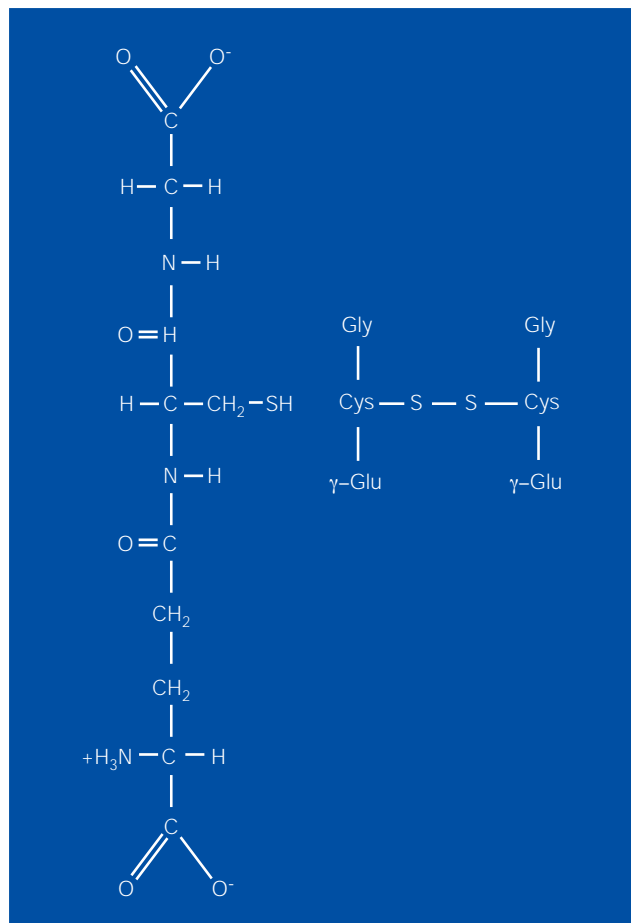 O O-
C
H C H
N H
O H
H C CH2 SH
N H
O C
CH2
CH2
+H3N C H
C
O O-
Gly Gly
Cys S S Cys
γ–Glu γ–Glu